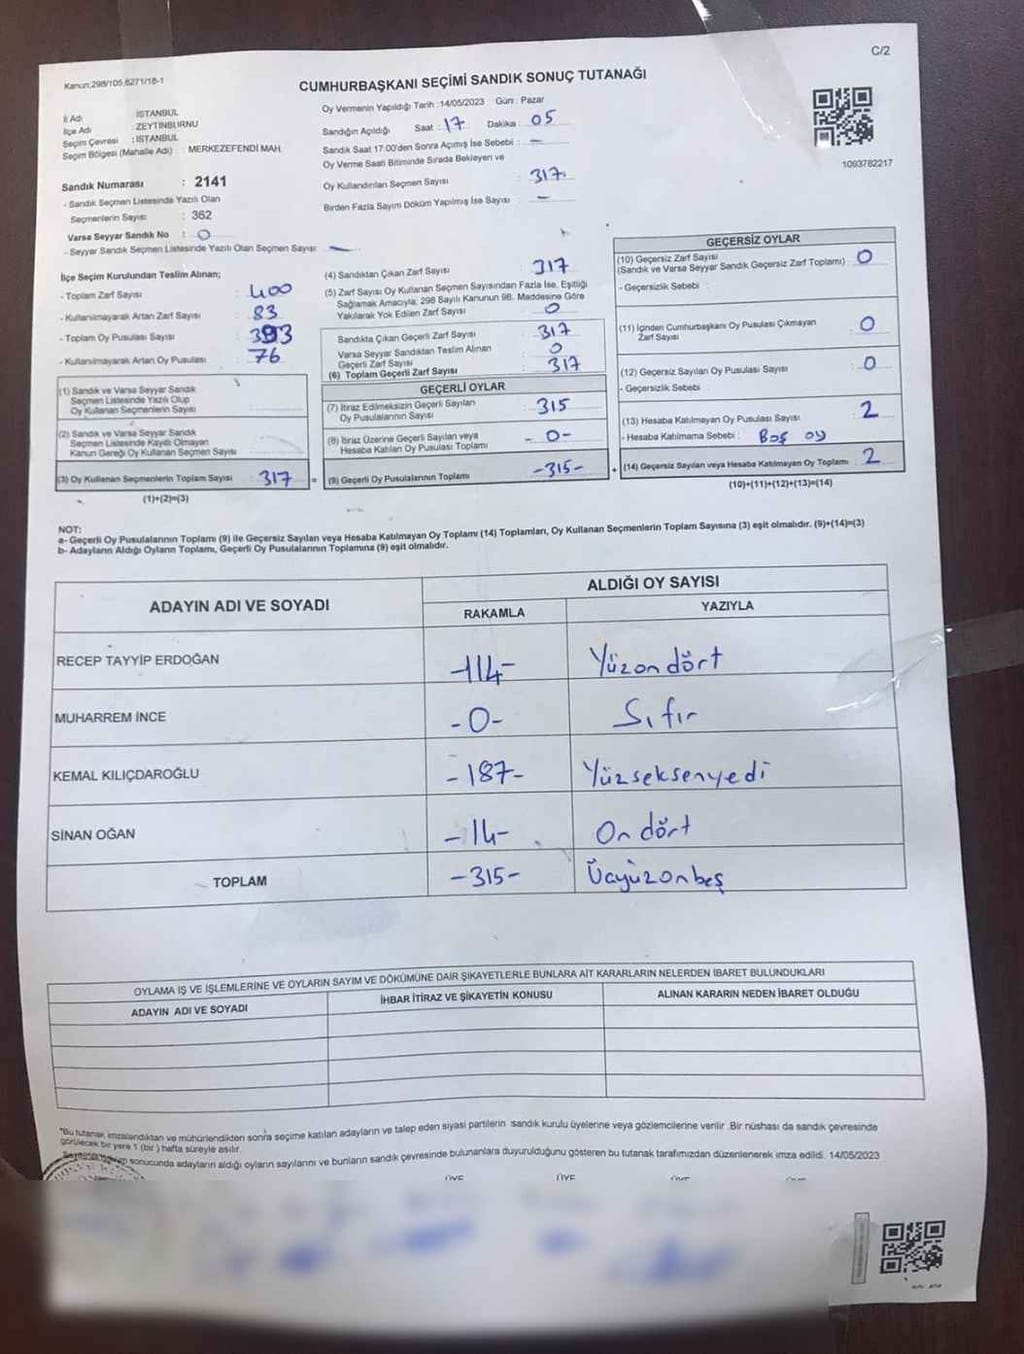 C/2
Kanun:298/105,6271/18-1
CUMHURBAŞKANI SEÇİMİ SANDIK SONUÇ TUTANAĞI
İl Adı : İSTANBUL
İlçe Adı : ZEYTİNBURNU
Seçim Çevresi : İSTANBUL
Seçim Bölgesi (Mahalle Adı) : MERKEZEFENDİ MAH.
Oy Vermenin Yapıldığı Tarih :14/05/2023 Gün : Pazar
Sandığın Açıldığı Saat : 17 Dakika : 05
Sandık Saat 17:00'den Sonra Açımış İse Sebebi : -
Oy Verme Saati Bitiminde Sırada Bekleyen ve
Oy Kullandırılan Seçmen Sayısı : 317
Birden Fazla Sayım Döküm Yapılmış İse Sayısı : -
1093782217
Sandık Numarası : 2141
- Sandık Seçmen Listesinde Yazılı Olan
Seçmenlerin Sayısı : 362
Varsa Seyyar Sandık No : 0
- Seyyar Sandık Seçmen Listesinde Yazılı Olan Seçmen Sayısı: -
İlçe Seçim Kurulundan Teslim Alınan;
- Toplam Zarf Sayısı : 400
- Kullanılmayarak Artan Zarf Sayısı : 83
- Toplam Oy Pusulası Sayısı : 393
- Kullanılmayarak Artan Oy Pusulası : 76
(1) Sandık ve Varsa Seyyar Sandık
Seçmen Listesinde Yazılı Olup
Oy Kullanan Seçmenlerin Sayısı
(2) Sandık ve Varsa Seyyar Sandık
Seçmen Listesinde Kayıtlı Olmayan
Kanun Gereği Oy Kullanan Seçmen Sayısı
(3) Oy Kullanan Seçmenlerin Toplam Sayısı : 317
(1)+(2)=(3)
(4) Sandıktan Çıkan Zarf Sayısı : 317
(5) Zarf Sayısı Oy Kullanan Seçmen Sayısından Fazla İse, Eşitliği
Sağlamak Amacıyla; 298 Sayılı Kanunun 98. Maddesine Göre
Yakılarak Yok Edilen Zarf Sayısı : 0
Sandıkta Çıkan Geçerli Zarf Sayısı : 317
Varsa Seyyar Sandıktan Teslim Alınan
Geçerli Zarf Sayısı : 0
(6) Toplam Geçerli Zarf Sayısı : 317
GEÇERLİ OYLAR
(7) İtiraz Edilmeksizin Geçerli Sayılan
Oy Pusulalarının Sayısı : 315
(8) İtiraz Üzerine Geçerli Sayılan veya
Hesaba Katılan Oy Pusulası Toplamı : -0-
= (9) Geçerli Oy Pusulalarının Toplamı : -315-
GEÇERSİZ OYLAR
(10) Geçersiz Zarf Sayısı
(Sandık ve Varsa Seyyar Sandık Geçersiz Zarf Toplamı) : 0
- Geçersizlik Sebebi :
(11) İçinden Cumhurbaşkanı Oy Pusulası Çıkmayan
Zarf Sayısı : 0
(12) Geçersiz Sayılan Oy Pusulası Sayısı : 0
- Geçersizlik Sebebi :
(13) Hesaba Katılmayan Oy Pusulası Sayısı : 2
- Hesaba Katılmama Sebebi : Boş oy
+ (14) Geçersiz Sayılan veya Hesaba Katılmayan Oy Toplamı : 2
(10)+(11)+(12)+(13)=(14)
NOT:
a- Geçerli Oy Pusulalarının Toplamı (9) ile Geçersiz Sayılan veya Hesaba Katılmayan Oy Toplamı (14) Toplamları, Oy Kullanan Seçmenlerin Toplam Sayısına (3) eşit olmalıdır. (9)+(14)=(3)
b- Adayların Aldığı Oyların Toplamı, Geçerli Oy Pusulalarının Toplamına (9) eşit olmalıdır.
ADAYIN ADI VE SOYADI
ALDIĞI OY SAYISI
RAKAMLA YAZIYLA
RECEP TAYYİP ERDOĞAN -114- Yüzondört
MUHARREM İNCE -0- Sıfır
KEMAL KILIÇDAROĞLU -187- Yüzseksenyedi
SİNAN OĞAN -14- On dört
TOPLAM -315- Üçyüzonbeş
OYLAMA İŞ VE İŞLEMLERİNE VE OYLARIN SAYIM VE DÖKÜMÜNE DAİR ŞİKAYETLERLE BUNLARA AİT KARARLARIN NELERDEN İBARET BULUNDUKLARI
ADAYIN ADI VE SOYADI İHBAR İTİRAZ VE ŞİKAYETİN KONUSU ALINAN KARARIN NEDEN İBARET OLDUĞU
"Bu tutanak, imzalandıktan ve mühürlendikten sonra seçime katılan adayların ve talep eden siyasi partilerin sandık kurulu üyelerine veya gözlemcilerine verilir .Bir nüshası da sandık çevresinde
görülecek bir yere 1 (bir ) hafta süreyle asılır.
sonucunda adayların aldığı oyların sayılarını ve bunların sandık çevresinde bulunanlara duyurulduğunu gösteren bu tutanak tarafımızdan düzenlenerek imza edildi. 14/05/2023
ÜYE ÜYE